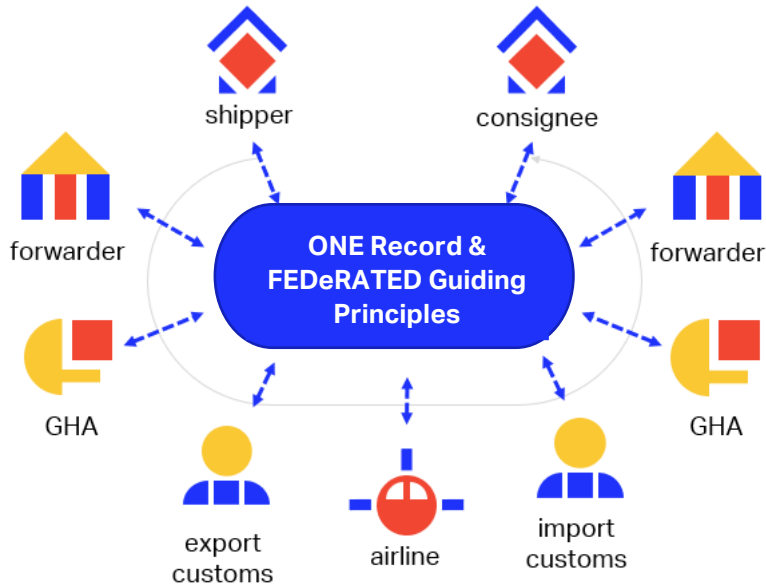 shipper
consignee
forwarder
forwarder
ONE Record &
FEDeRATED Guiding
Principles
GHA
GHA
export
customs
airline
import
customs